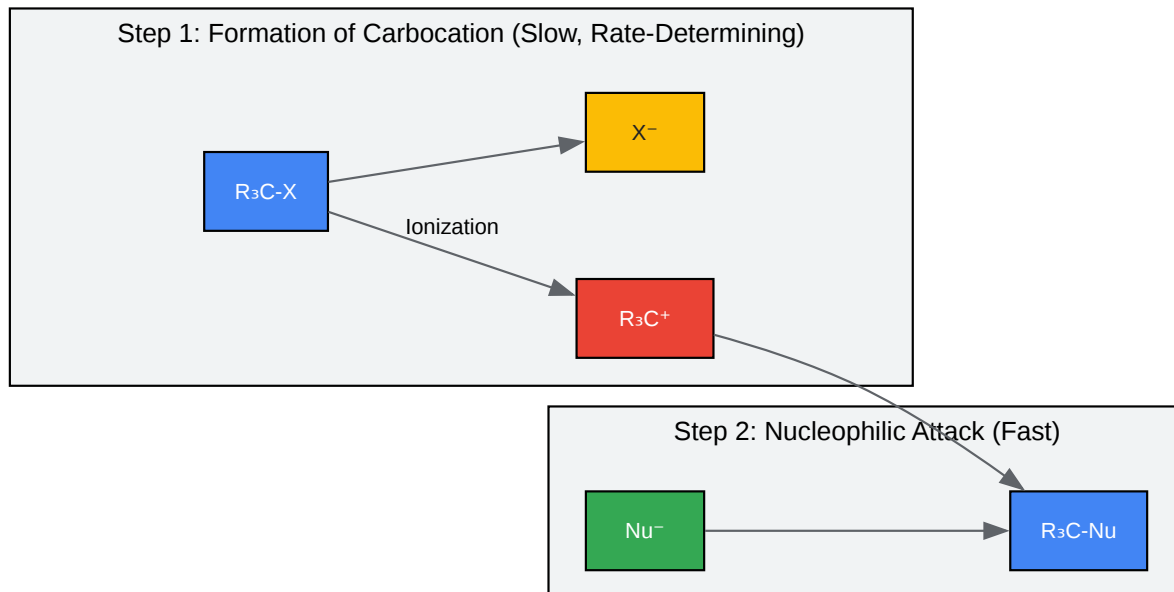 Step 1: Formation of Carbocation (Slow, Rate-Determining)
X⁻
R₃C-X
Ionization
R₃C⁺
Step 2: Nucleophilic Attack (Fast)
Nu⁻
R₃C-Nu